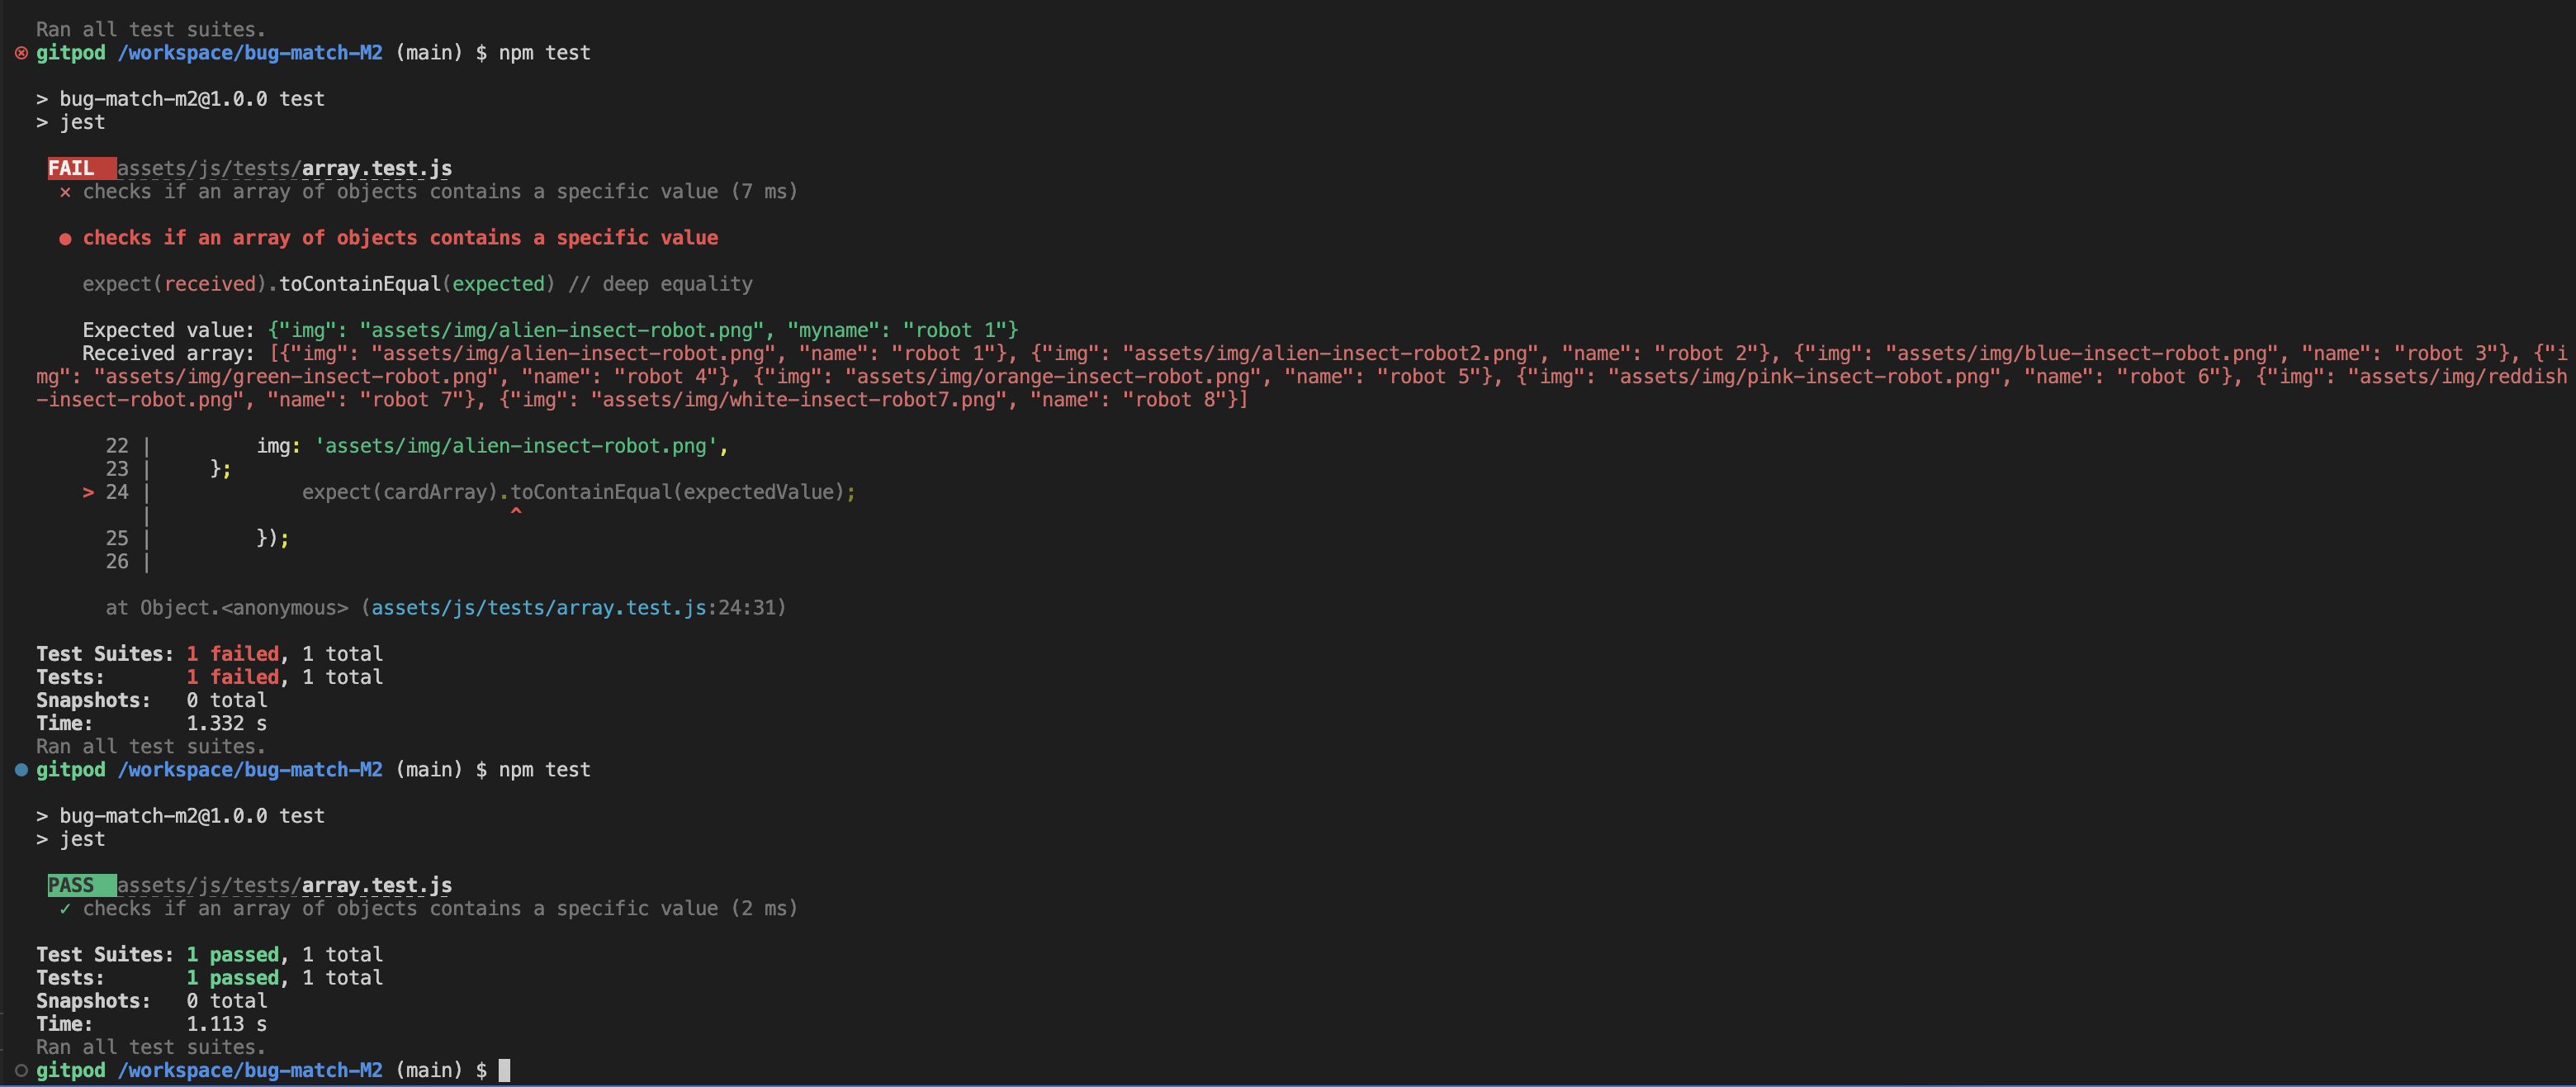 Ran all test suites.
gitpod /workspace/bug-match-M2 (main) $ npm test
> bug-match-m2@1.0.0 test
> jest
FAIL assets/js/tests/array.test.js
✕ checks if an array of objects contains a specific value (7 ms)
● checks if an array of objects contains a specific value
expect(received).toContainEqual(expected) // deep equality
Expected value: {"img": "assets/img/alien-insect-robot.png", "myname": "robot 1"}
Received array: [{"img": "assets/img/alien-insect-robot.png", "name": "robot 1"}, {"img": "assets/img/alien-insect-robot2.png", "name": "robot 2"}, {"img": "assets/img/blue-insect-robot.png", "name": "robot 3"}, {"i
mg": "assets/img/green-insect-robot.png", "name": "robot 4"}, {"img": "assets/img/orange-insect-robot.png", "name": "robot 5"}, {"img": "assets/img/pink-insect-robot.png", "name": "robot 6"}, {"img": "assets/img/reddish
-insect-robot.png", "name": "robot 7"}, {"img": "assets/img/white-insect-robot7.png", "name": "robot 8"}]
22 | img: 'assets/img/alien-insect-robot.png',
23 | };
> 24 | expect(cardArray).toContainEqual(expectedValue);
| ^
25 | });
26 |
at Object.<anonymous> (assets/js/tests/array.test.js:24:31)
Test Suites: 1 failed, 1 total
Tests: 1 failed, 1 total
Snapshots: 0 total
Time: 1.332 s
Ran all test suites.
gitpod /workspace/bug-match-M2 (main) $ npm test
> bug-match-m2@1.0.0 test
> jest
PASS assets/js/tests/array.test.js
✓ checks if an array of objects contains a specific value (2 ms)
Test Suites: 1 passed, 1 total
Tests: 1 passed, 1 total
Snapshots: 0 total
Time: 1.113 s
Ran all test suites.
gitpod /workspace/bug-match-M2 (main) $